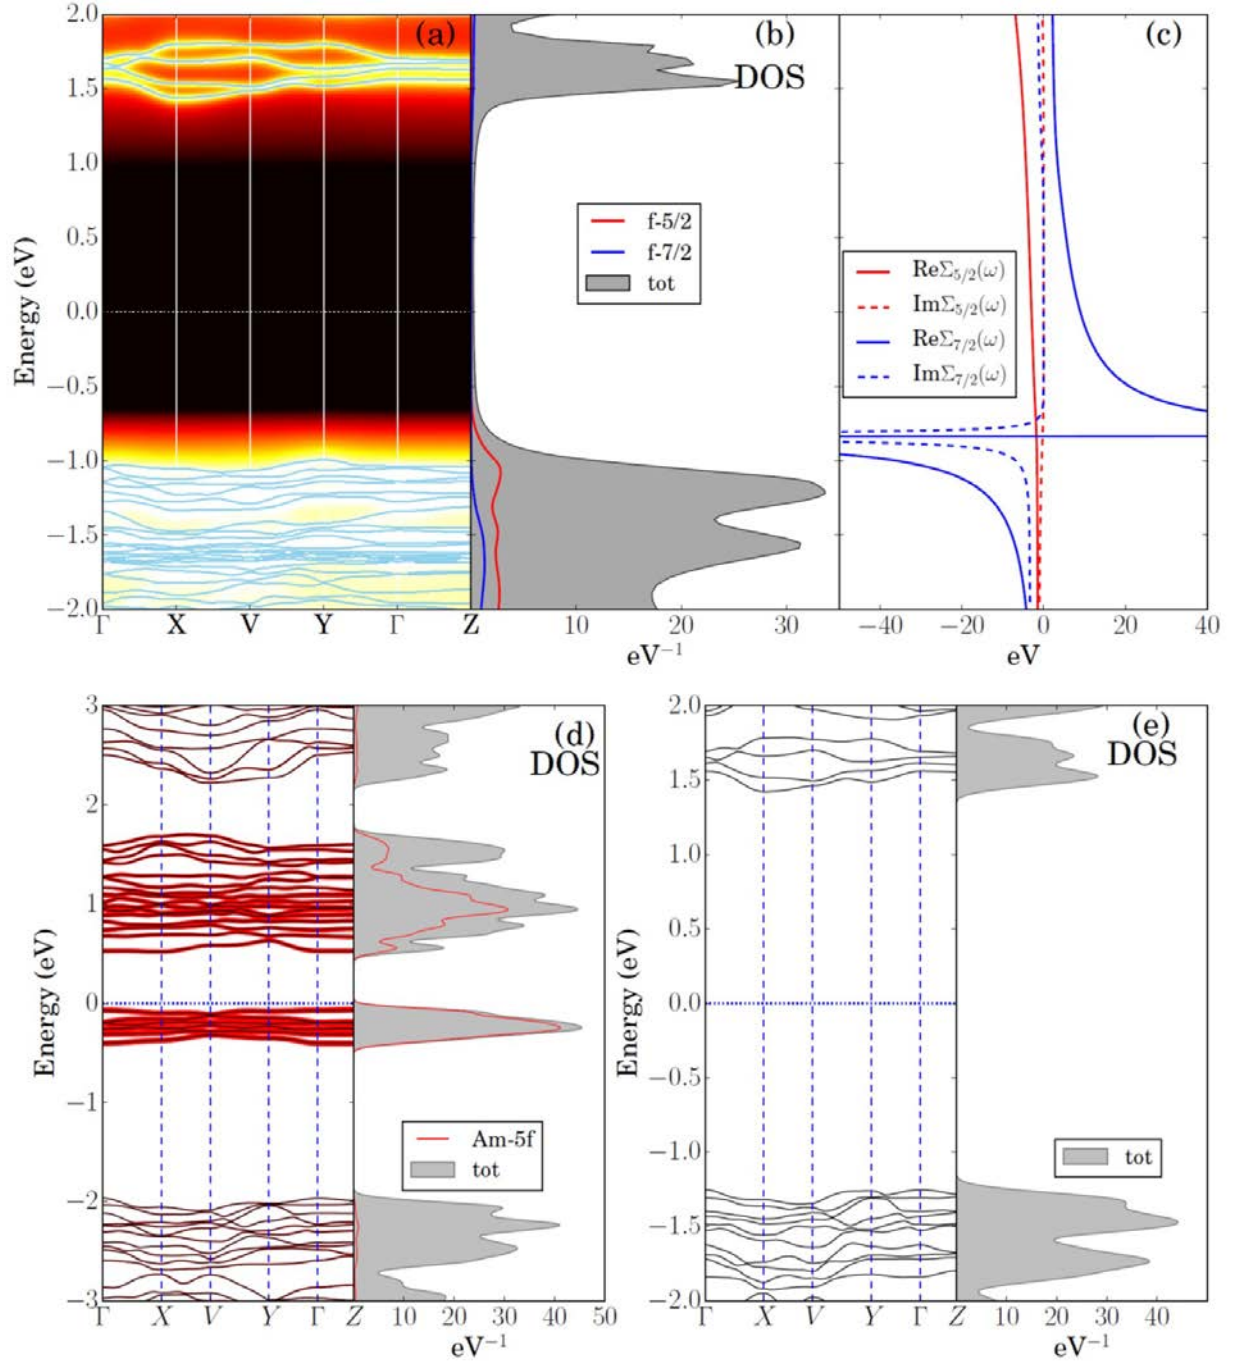 (a)
(b)
DOS
(c)
Energy (eV)
2.0
1.5
1.0
0.5
0.0
−0.5
−1.0
−1.5
−2.0
f-5/2
f-7/2
tot
ReΣ5/2(ω)
ImΣ5/2(ω)
ReΣ7/2(ω)
ImΣ7/2(ω)
Γ X V Y Γ Z 10 20 30 −40 −20 0 20 40
eV⁻¹
eV
(d)
DOS
Energy (eV)
3
2
1
0
−1
−2
−3
Am-5f
tot
Γ X V Y Γ Z 10 20 30 40 50
eV⁻¹
(e)
DOS
Energy (eV)
2.0
1.5
1.0
0.5
0.0
−0.5
−1.0
−1.5
−2.0
tot
Γ X V Y Γ Z 10 20 30 40
eV⁻¹